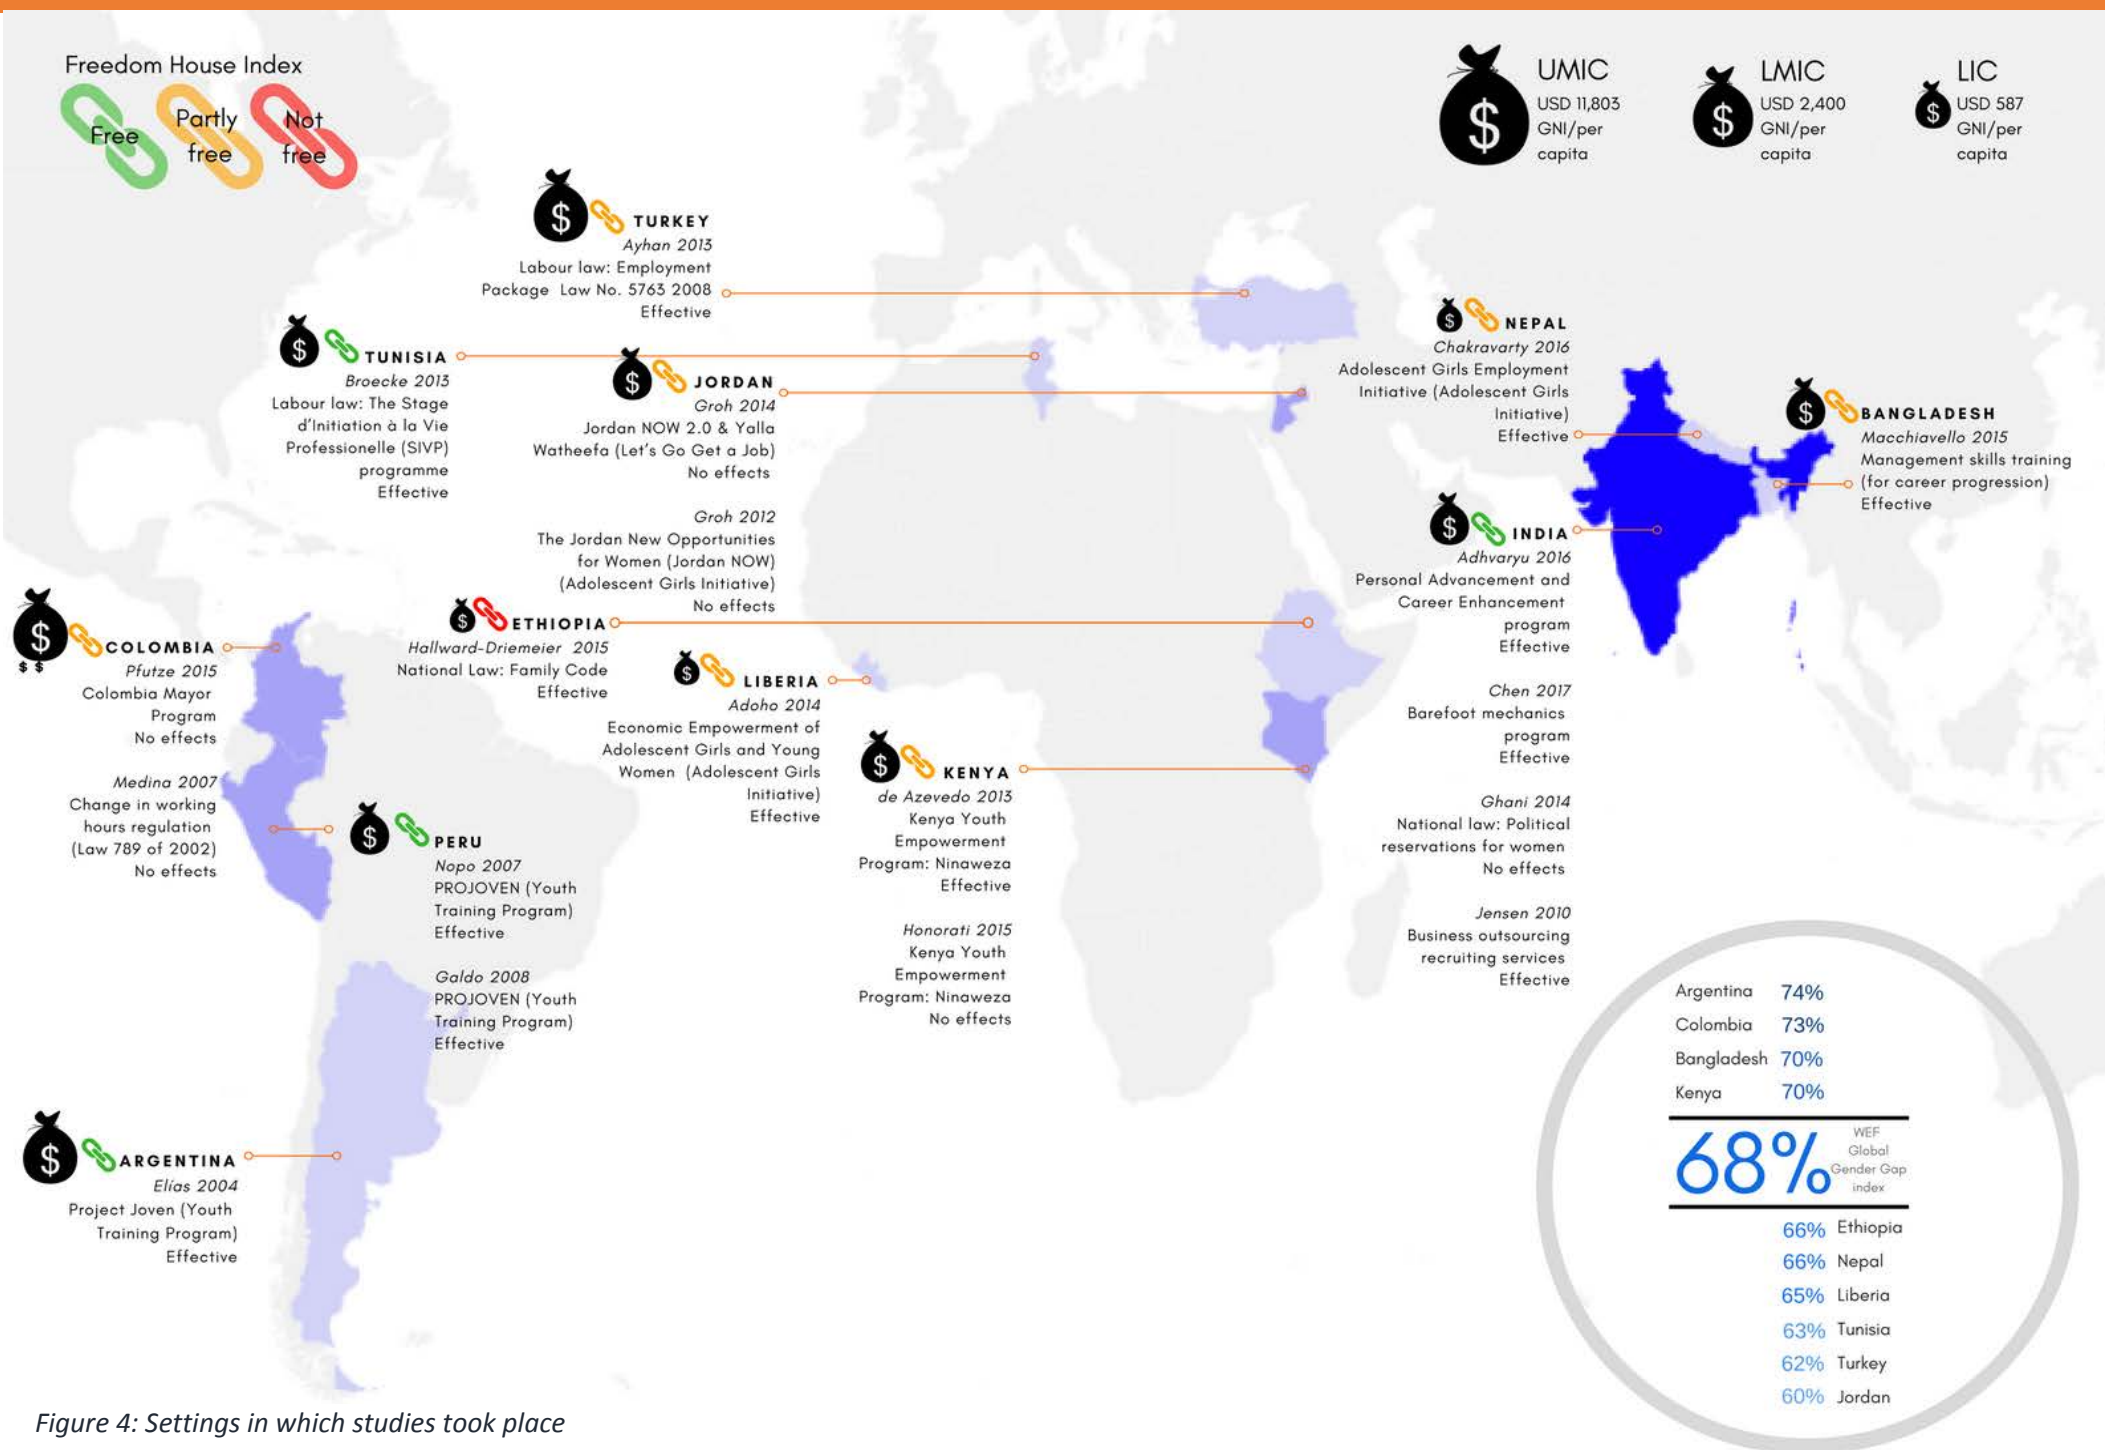 Freedom House Index
Free
Partly
free
Not
free
UMIC
USD 11,803
GNI/per
capita
LMIC
USD 2,400
GNI/per
capita
LIC
USD 587
GNI/per
capita
$
$
$
$
TURKEY
Ayhan 2013
Labour law: Employment
Package Law No. 5763 2008
Effective
$
TUNISIA
Broecke 2013
Labour law: The Stage
d'Initiation à la Vie
Professionelle (SIVP)
programme
Effective
$
JORDAN
Groh 2014
Jordan NOW 2.0 & Yalla
Watheefa (Let's Go Get a Job)
No effects
Groh 2012
The Jordan New Opportunities
for Women (Jordan NOW)
(Adolescent Girls Initiative)
No effects
$
NEPAL
Chakravarty 2016
Adolescent Girls Employment
Initiative (Adolescent Girls
Initiative)
Effective
$
BANGLADESH
Macchiavello 2015
Management skills training
(for career progression)
Effective
$
INDIA
Adhvaryu 2016
Personal Advancement and
Career Enhancement
program
Effective
Chen 2017
Barefoot mechanics
program
Effective
Ghani 2014
National law: Political
reservations for women
No effects
Jensen 2010
Business outsourcing
recruiting services
Effective
$
$ $
COLOMBIA
Pfutze 2015
Colombia Mayor
Program
No effects
Medina 2007
Change in working
hours regulation
(Law 789 of 2002)
No effects
$
ETHIOPIA
Hallward-Driemeier 2015
National Law: Family Code
Effective
$
LIBERIA
Adoho 2014
Economic Empowerment of
Adolescent Girls and Young
Women (Adolescent Girls
Initiative)
Effective
$
KENYA
de Azevedo 2013
Kenya Youth
Empowerment
Program: Ninaweza
Effective
Honorati 2015
Kenya Youth
Empowerment
Program: Ninaweza
No effects
$
PERU
Nopo 2007
PROJOVEN (Youth
Training Program)
Effective
Galdo 2008
PROJOVEN (Youth
Training Program)
Effective
$
ARGENTINA
Elías 2004
Project Joven (Youth
Training Program)
Effective
Argentina 74%
Colombia 73%
Bangladesh 70%
Kenya 70%
68%
WEF
Global
Gender Gap
index
66% Ethiopia
66% Nepal
65% Liberia
63% Tunisia
62% Turkey
60% Jordan
Figure 4: Settings in which studies took place